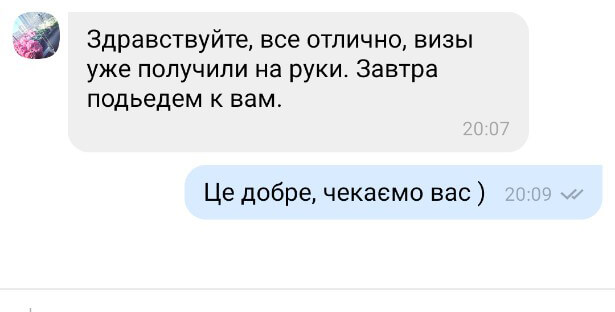 Здравствуйте, все отлично, визы
уже получили на руки. Завтра
подьедем к вам.
20:07
Це добре, чекаємо вас )
20:09